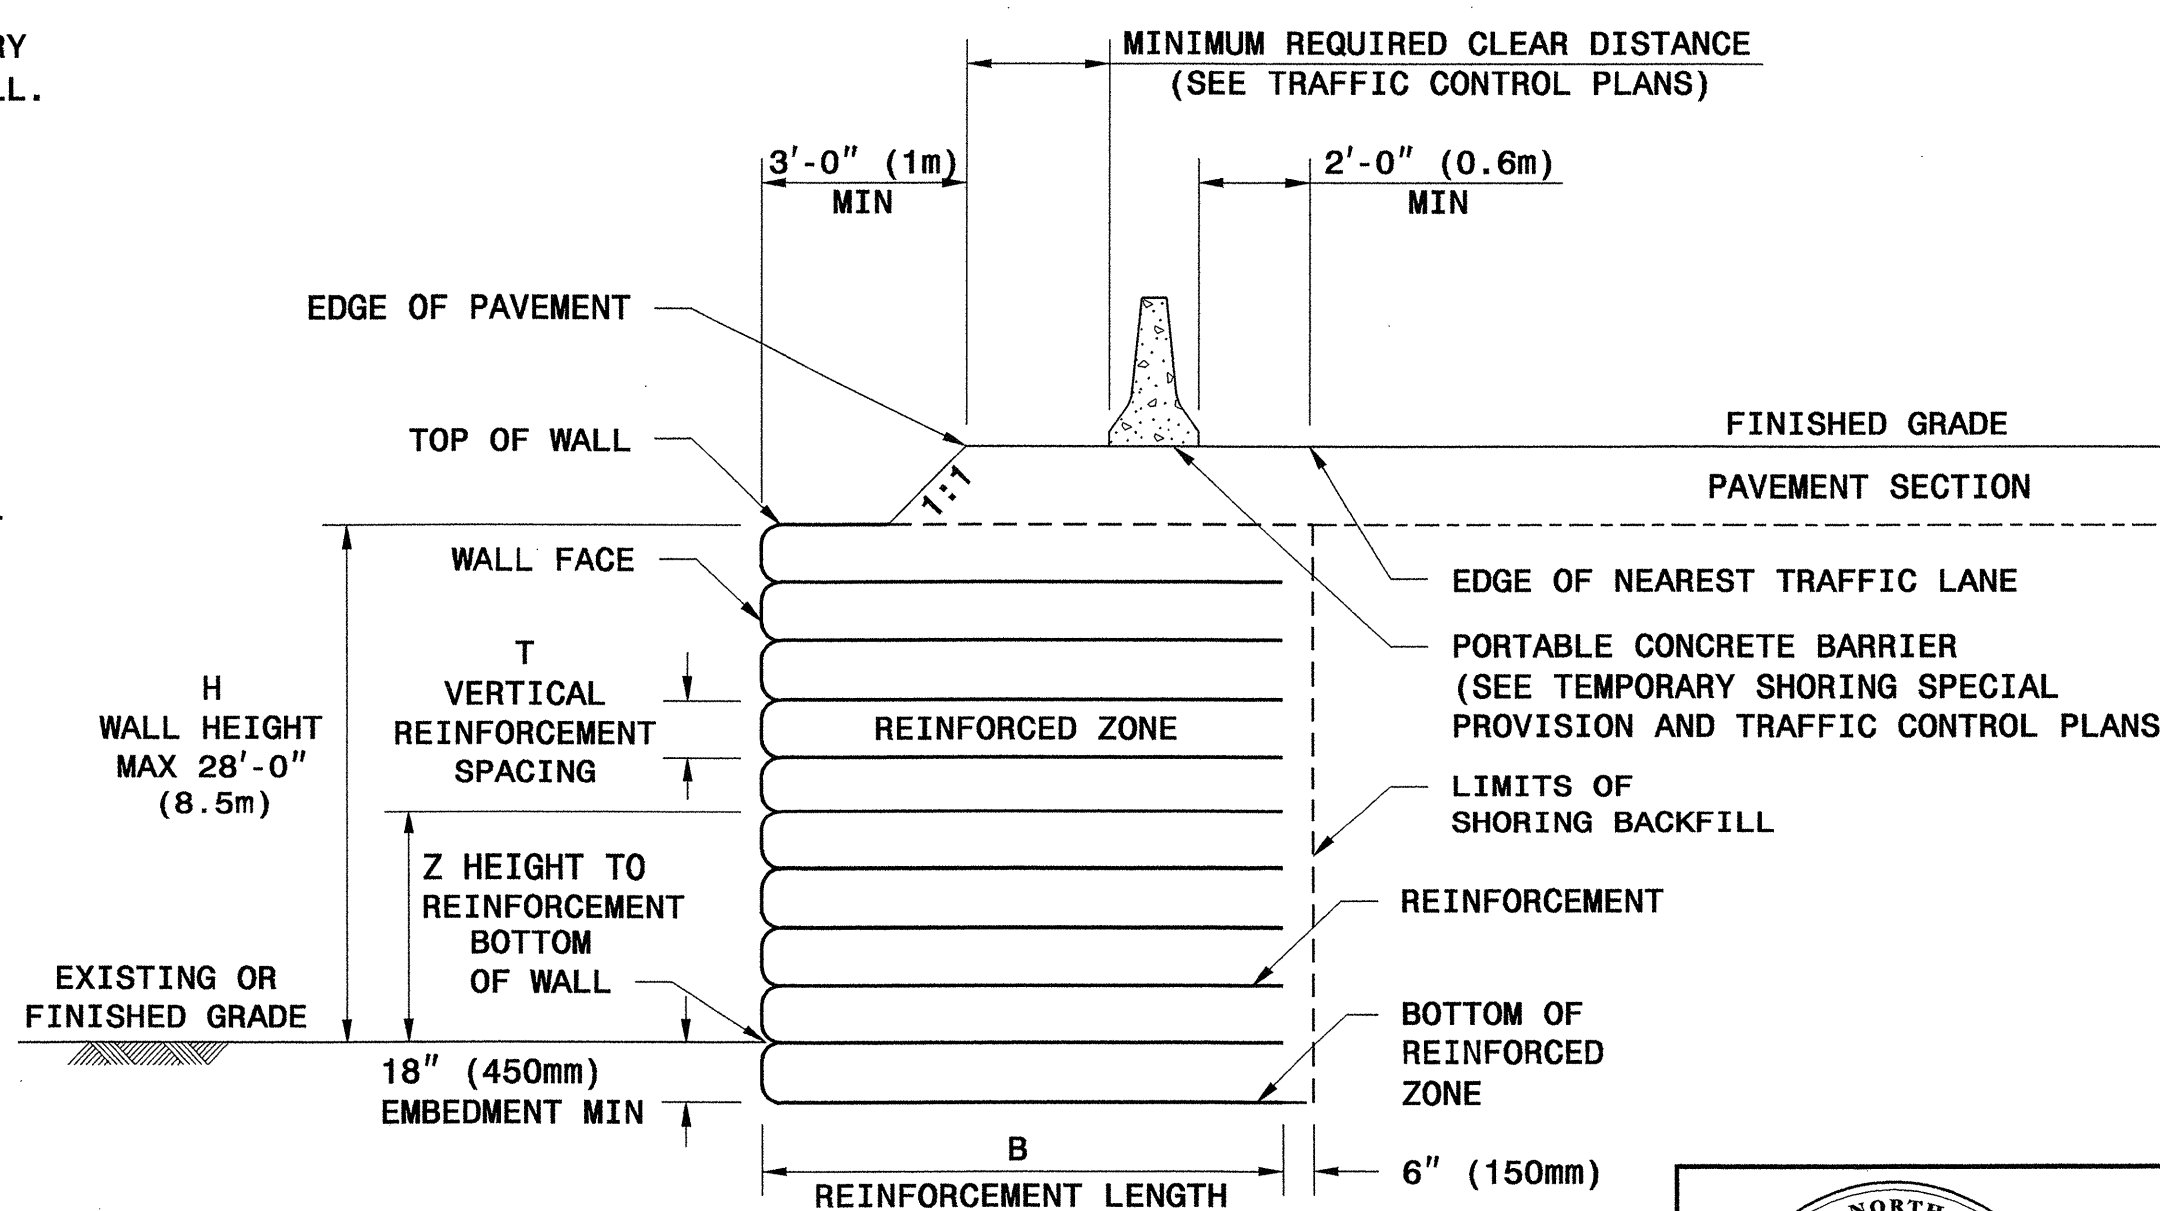 RY
LL.
MINIMUM REQUIRED CLEAR DISTANCE
(SEE TRAFFIC CONTROL PLANS)
3'-0" (1m)
MIN
2'-0" (0.6m)
MIN
EDGE OF PAVEMENT
TOP OF WALL
FINISHED GRADE
1:1
PAVEMENT SECTION
WALL FACE
EDGE OF NEAREST TRAFFIC LANE
T
VERTICAL
REINFORCEMENT
SPACING
H
WALL HEIGHT
MAX 28'-0"
(8.5m)
REINFORCED ZONE
PORTABLE CONCRETE BARRIER
(SEE TEMPORARY SHORING SPECIAL
PROVISION AND TRAFFIC CONTROL PLANS
LIMITS OF
SHORING BACKFILL
Z HEIGHT TO
REINFORCEMENT
BOTTOM
OF WALL
REINFORCEMENT
EXISTING OR
FINISHED GRADE
18" (450mm)
EMBEDMENT MIN
BOTTOM OF
REINFORCED
ZONE
B
REINFORCEMENT LENGTH
6" (150mm)
NORTH